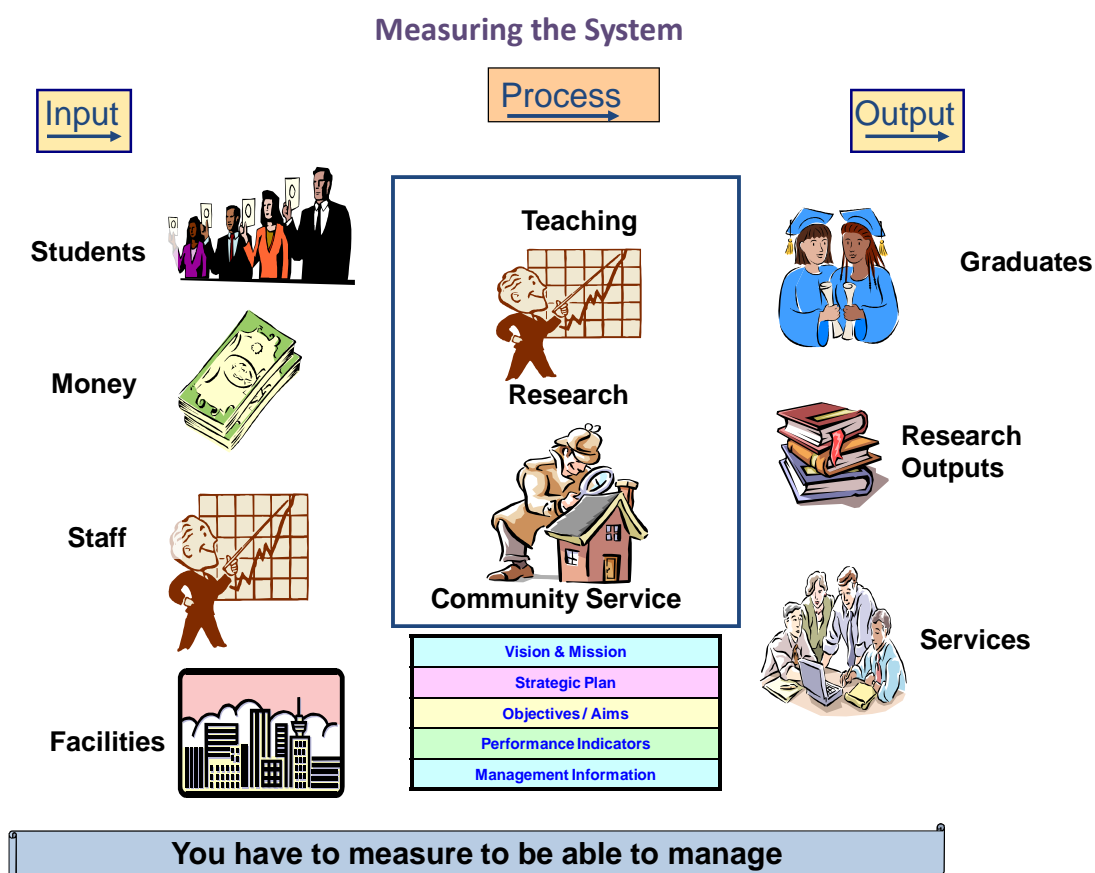 Measuring the System
Input
Process
Output
Students
Money
Staff
Facilities
Teaching
Research
Community Service
Vision & Mission
Strategic Plan
Objectives / Aims
Performance Indicators
Management Information
Graduates
Research
Outputs
Services
You have to measure to be able to manage